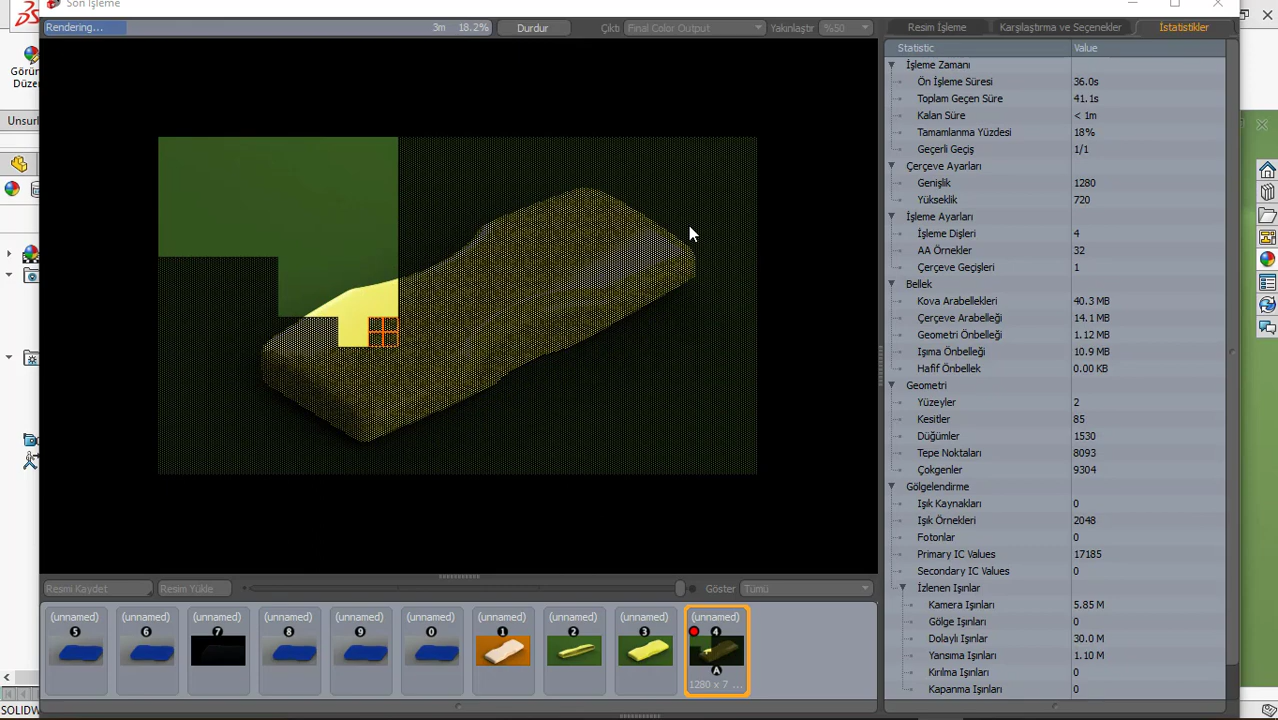 Son İşleme
Rendering...
3m 18.2%
Durdur
Çıktı
Final Color Output
Yakınlaştır
%50
Resim İşleme
Karşılaştırma ve Seçenekler
İstatistikler
Görün
Düzen
Unsurl
Statistic Value
İşleme Zamanı
Ön İşleme Süresi 36.0s
Toplam Geçen Süre 41.1s
Kalan Süre < 1m
Tamamlanma Yüzdesi 18%
Geçerli Geçiş 1/1
Çerçeve Ayarları
Genişlik 1280
Yükseklik 720
İşleme Ayarları
İşleme Dişleri 4
AA Örnekler 32
Çerçeve Geçişleri 1
Bellek
Kova Arabellekleri 40.3 MB
Çerçeve Arabelleği 14.1 MB
Geometri Önbelleği 1.12 MB
Işıma Önbelleği 10.9 MB
Hafif Önbellek 0.00 KB
Geometri
Yüzeyler 2
Kesitler 85
Düğümler 1530
Tepe Noktaları 8093
Çokgenler 9304
Gölgelendirme
Işık Kaynakları 0
Işık Örnekleri 2048
Fotonlar 0
Primary IC Values 17185
Secondary IC Values 0
İzlenen Işınlar
Kamera Işınları 5.85 M
Gölge Işınları 0
Dolaylı Işınlar 30.0 M
Yansıma Işınları 1.10 M
Kırılma Işınları 0
Kapanma Işınları 0
Resmi Kaydet
Resim Yükle
Göster
Tümü
(unnamed) (unnamed) (unnamed) (unnamed) (unnamed) (unnamed) (unnamed) (unnamed) (unnamed) (unnamed)
5 6 7 8 9 0 1 2 3 4
A
1280 x 7 ...
SOLIDW